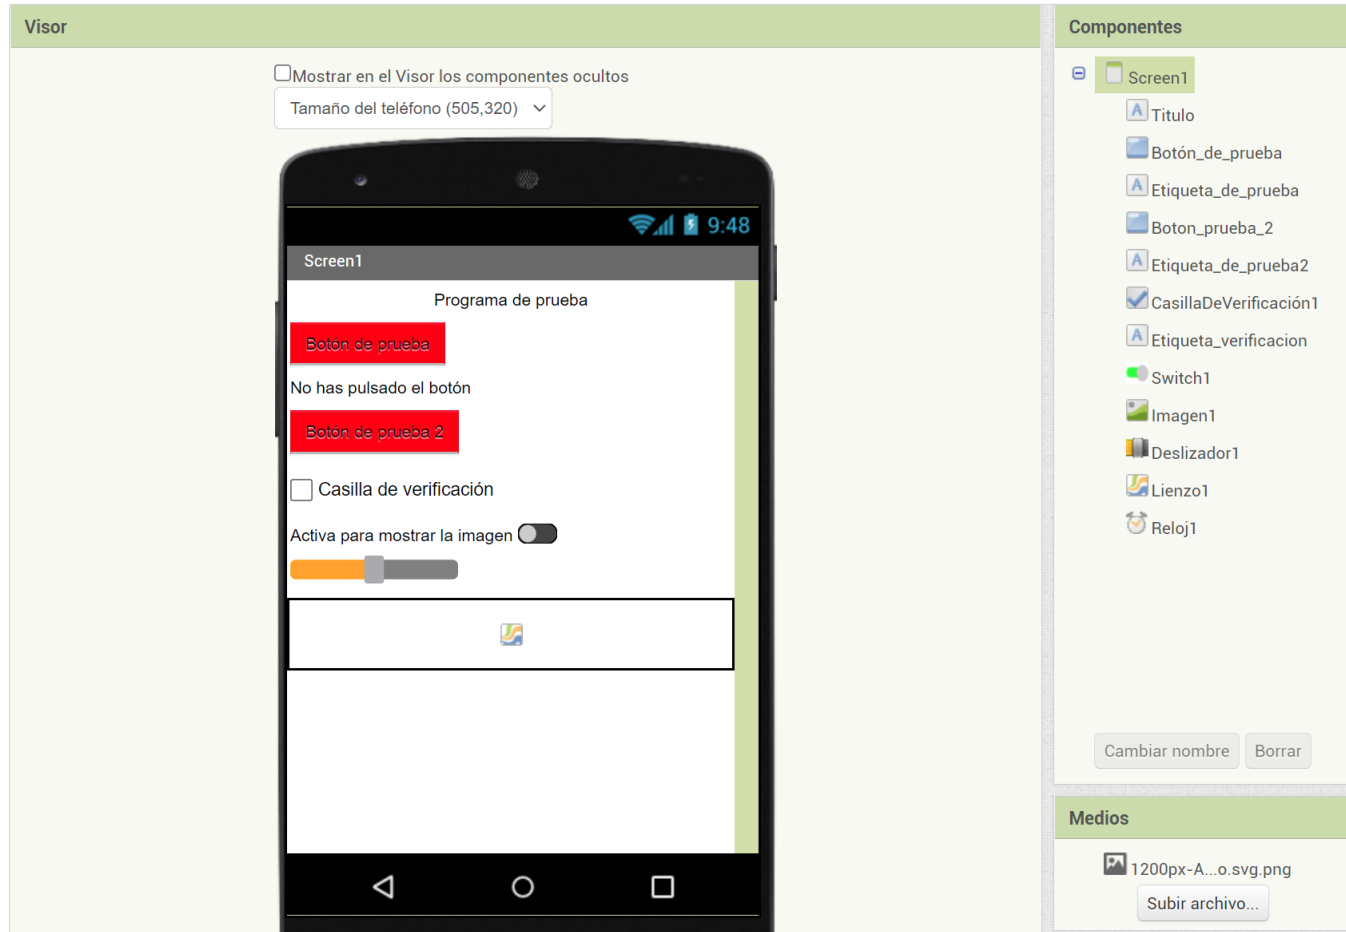 Visor
Mostrar en el Visor los componentes ocultos
Tamaño del teléfono (505,320)
9:48
Screen1
Programa de prueba
Botón de prueba
No has pulsado el botón
Botón de prueba 2
Casilla de verificación
Activa para mostrar la imagen
Componentes
Screen1
Titulo
Botón_de_prueba
Etiqueta_de_prueba
Boton_prueba_2
Etiqueta_de_prueba2
CasillaDeVerificación1
Etiqueta_verificacion
Switch1
Imagen1
Deslizador1
Lienzo1
Reloj1
Cambiar nombre
Borrar
Medios
1200px-A...o.svg.png
Subir archivo...